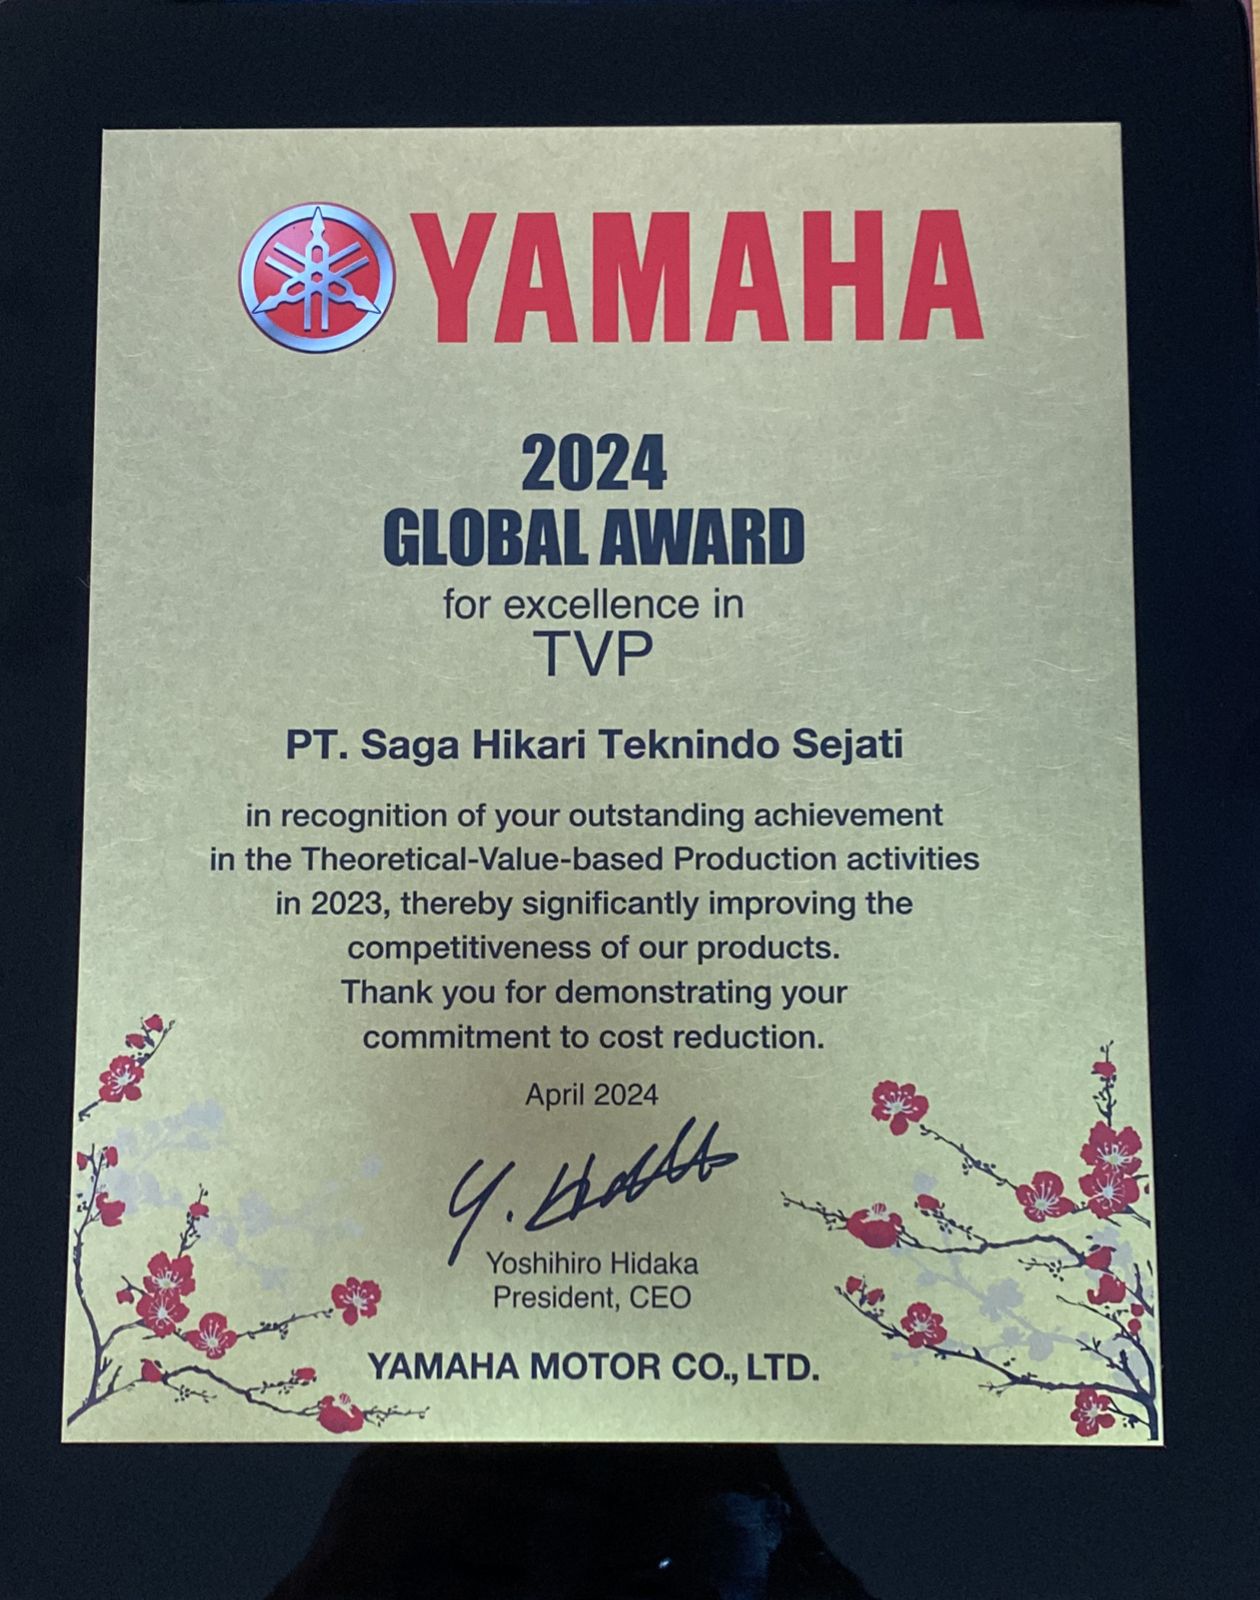 YAMAHA
2024
GLOBAL AWARD
for excellence in
TVP
PT. Saga Hikari Teknindo Sejati
in recognition of your outstanding achievement
in the Theoretical-Value-based Production activities
in 2023, thereby significantly improving the
competitiveness of our products.
Thank you for demonstrating your
commitment to cost reduction.
April 2024
Yoshihiro Hidaka
President, CEO
YAMAHA MOTOR CO., LTD.